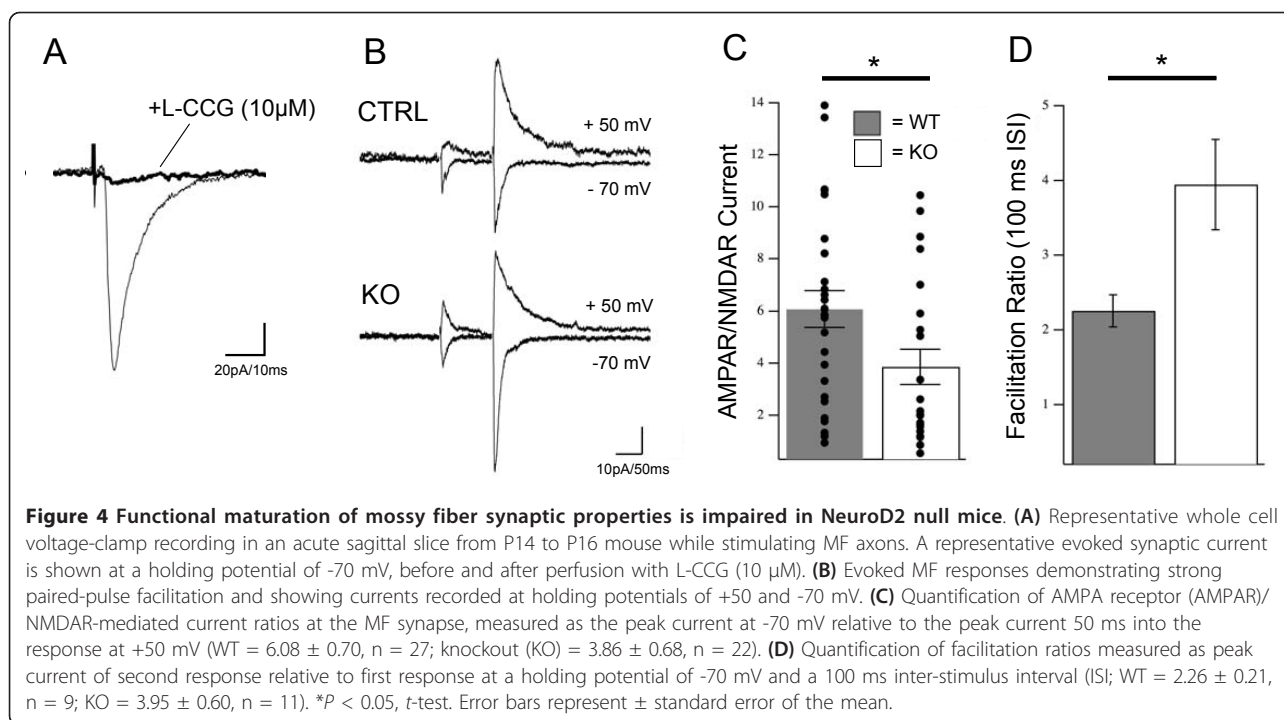 A
+L-CCG (10µM)
20pA/10ms
B
CTRL
+ 50 mV
- 70 mV
KO
+ 50 mV
-70 mV
10pA/50ms
C
*
AMPAR/NMDAR Current
14
12
10
8
6
4
2
= WT
= KO
D
*
Facilitation Ratio (100 ms ISI)
5
4
3
2
1
Figure 4 Functional maturation of mossy fiber synaptic properties is impaired in NeuroD2 null mice. (A) Representative whole cell
voltage-clamp recording in an acute sagittal slice from P14 to P16 mouse while stimulating MF axons. A representative evoked synaptic current
is shown at a holding potential of -70 mV, before and after perfusion with L-CCG (10 μM). (B) Evoked MF responses demonstrating strong
paired-pulse facilitation and showing currents recorded at holding potentials of +50 and -70 mV. (C) Quantification of AMPA receptor (AMPAR)/
NMDAR-mediated current ratios at the MF synapse, measured as the peak current at -70 mV relative to the peak current 50 ms into the
response at +50 mV (WT = 6.08 ± 0.70, n = 27; knockout (KO) = 3.86 ± 0.68, n = 22). (D) Quantification of facilitation ratios measured as peak
current of second response relative to first response at a holding potential of -70 mV and a 100 ms inter-stimulus interval (ISI; WT = 2.26 ± 0.21,
n = 9; KO = 3.95 ± 0.60, n = 11). *P < 0.05, t-test. Error bars represent ± standard error of the mean.